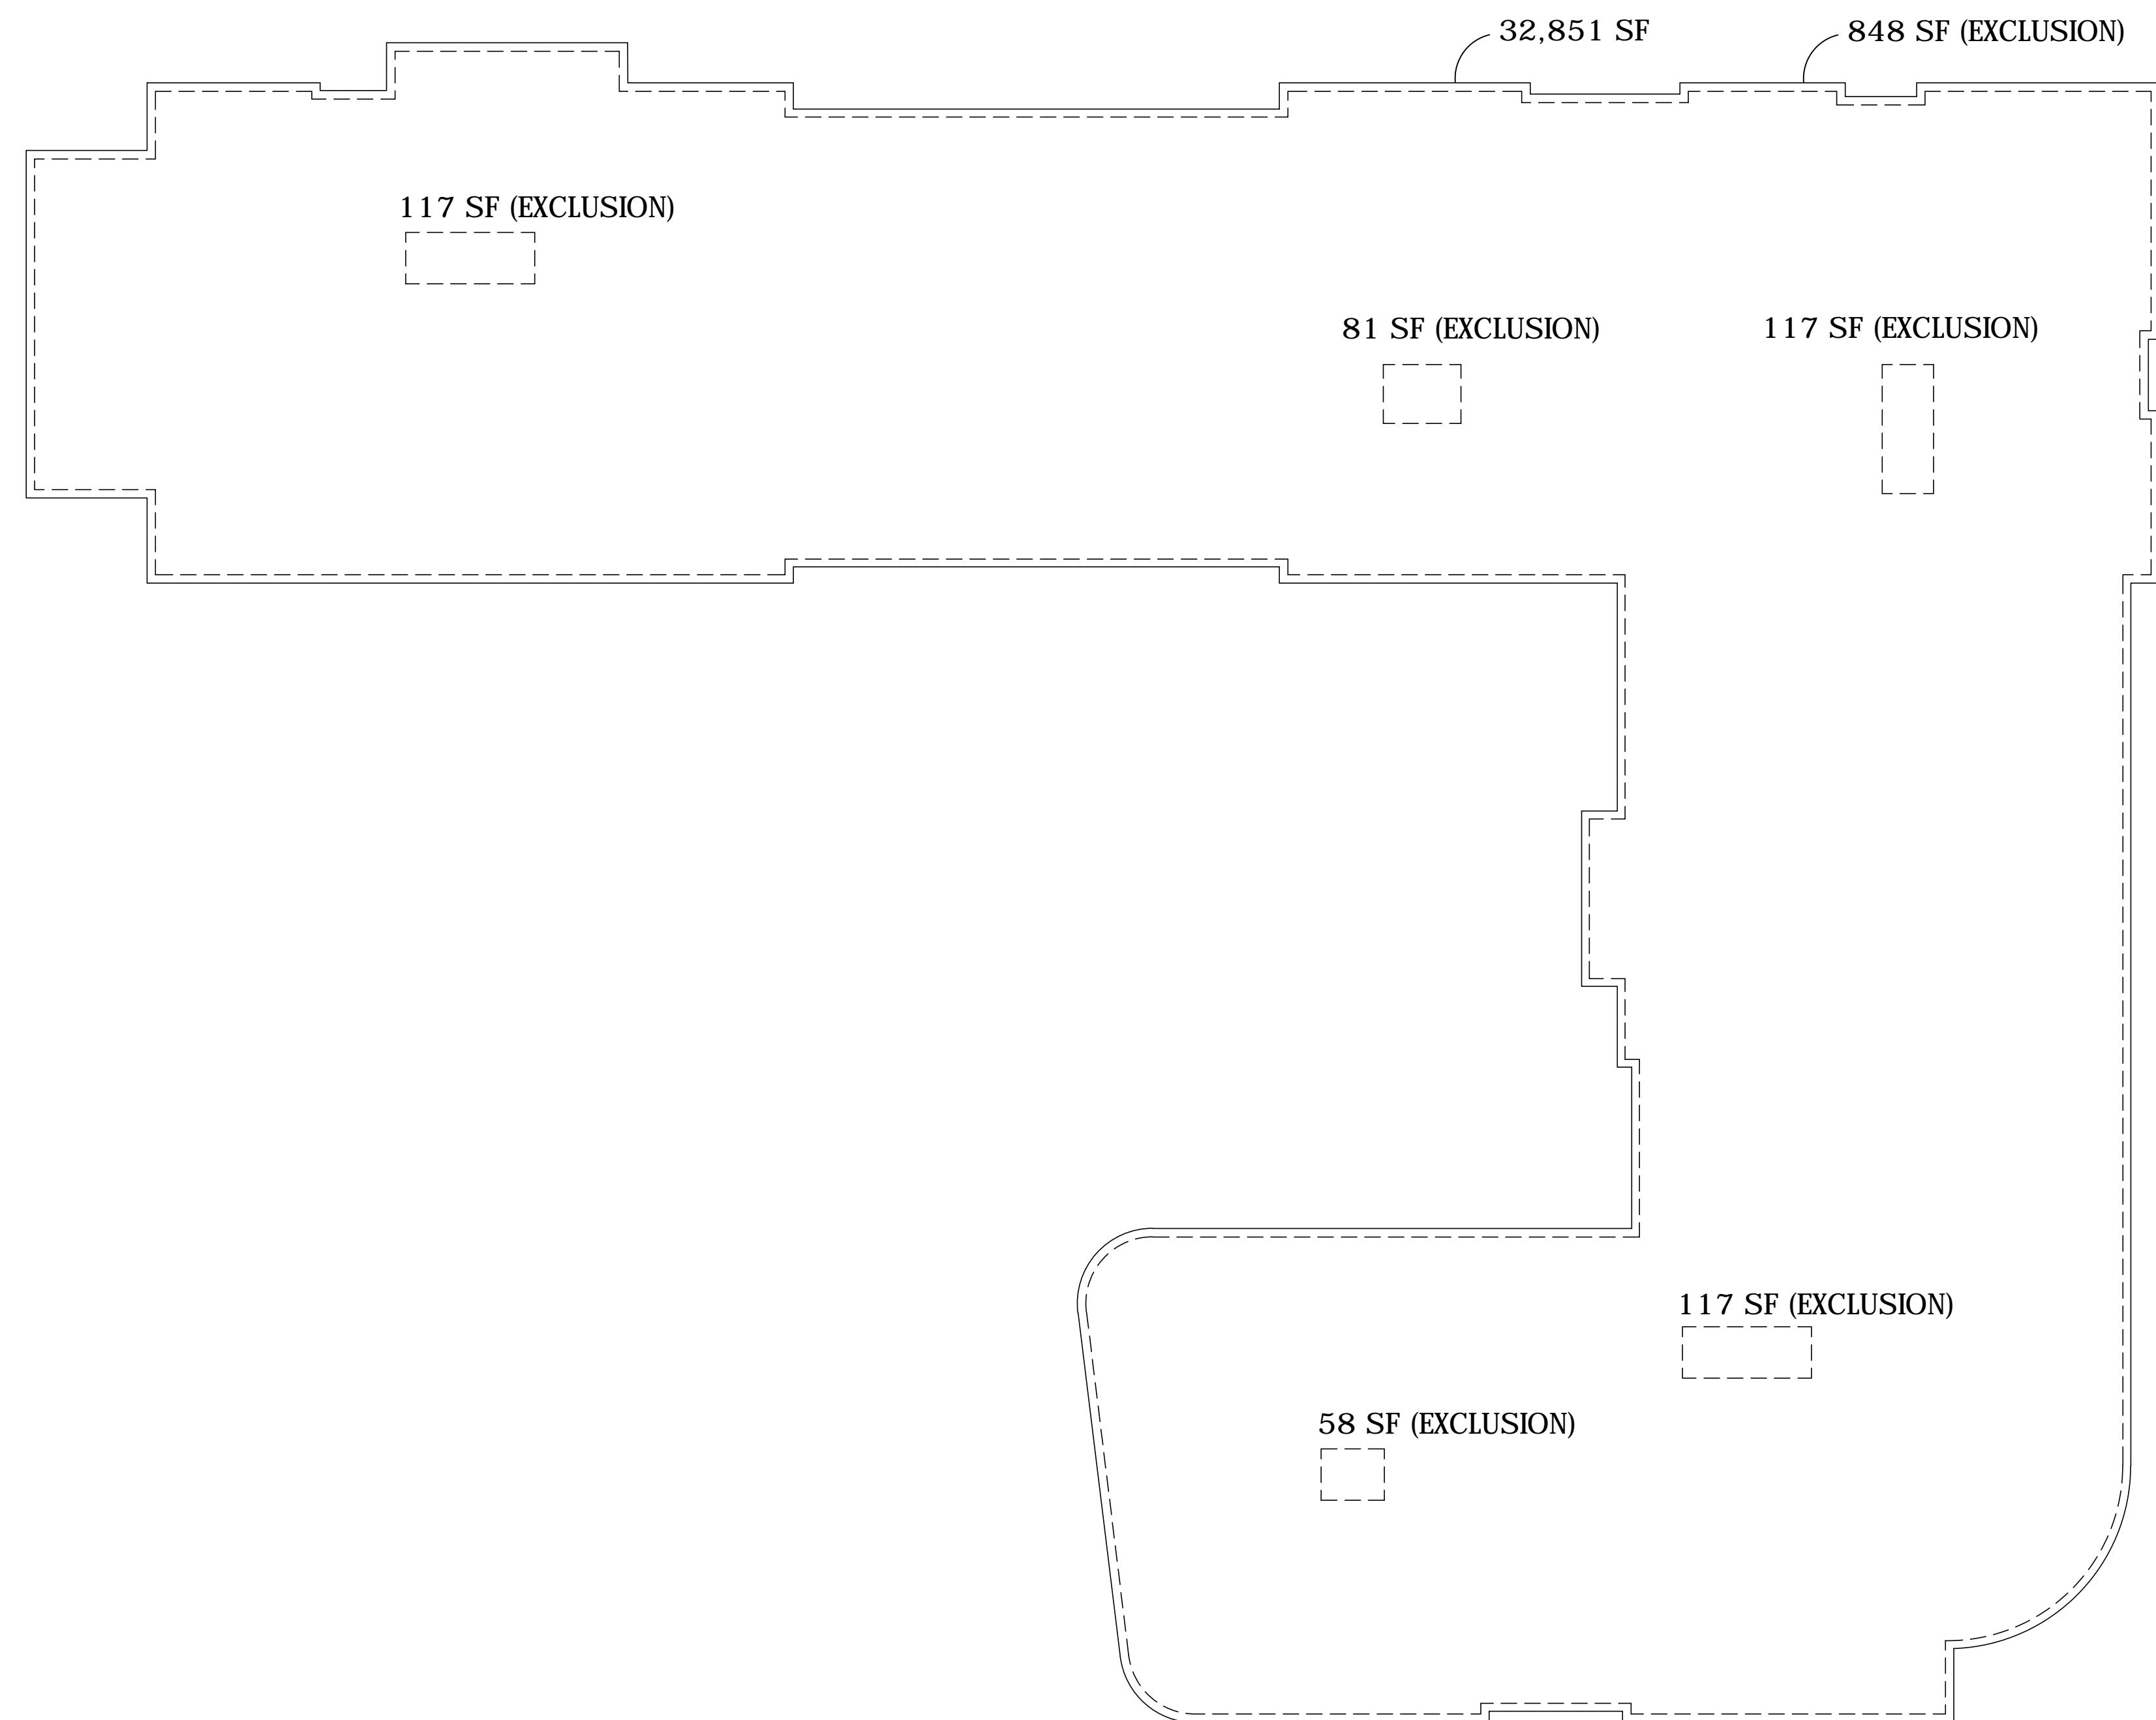 32,851 SF
848 SF (EXCLUSION)
117 SF (EXCLUSION)
81 SF (EXCLUSION)
117 SF (EXCLUSION)
117 SF (EXCLUSION)
58 SF (EXCLUSION)